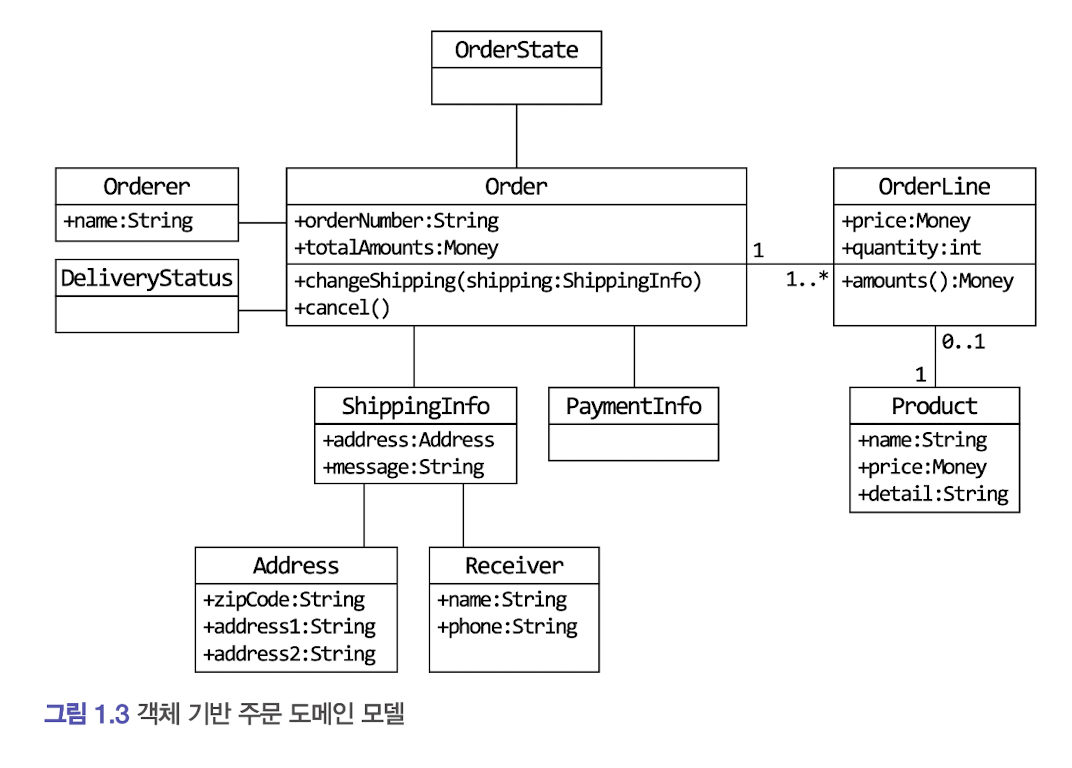 OrderState
Orderer
+name:String
DeliveryStatus
Order
+orderNumber:String
+totalAmounts:Money
+changeShipping(shipping:ShippingInfo)
+cancel()
1
1..*
OrderLine
+price:Money
+quantity:int
+amounts():Money
0..1
1
ShippingInfo
+address:Address
+message:String
PaymentInfo
Product
+name:String
+price:Money
+detail:String
Address
+zipCode:String
+address1:String
+address2:String
Receiver
+name:String
+phone:String
그림 1.3 객체 기반 주문 도메인 모델